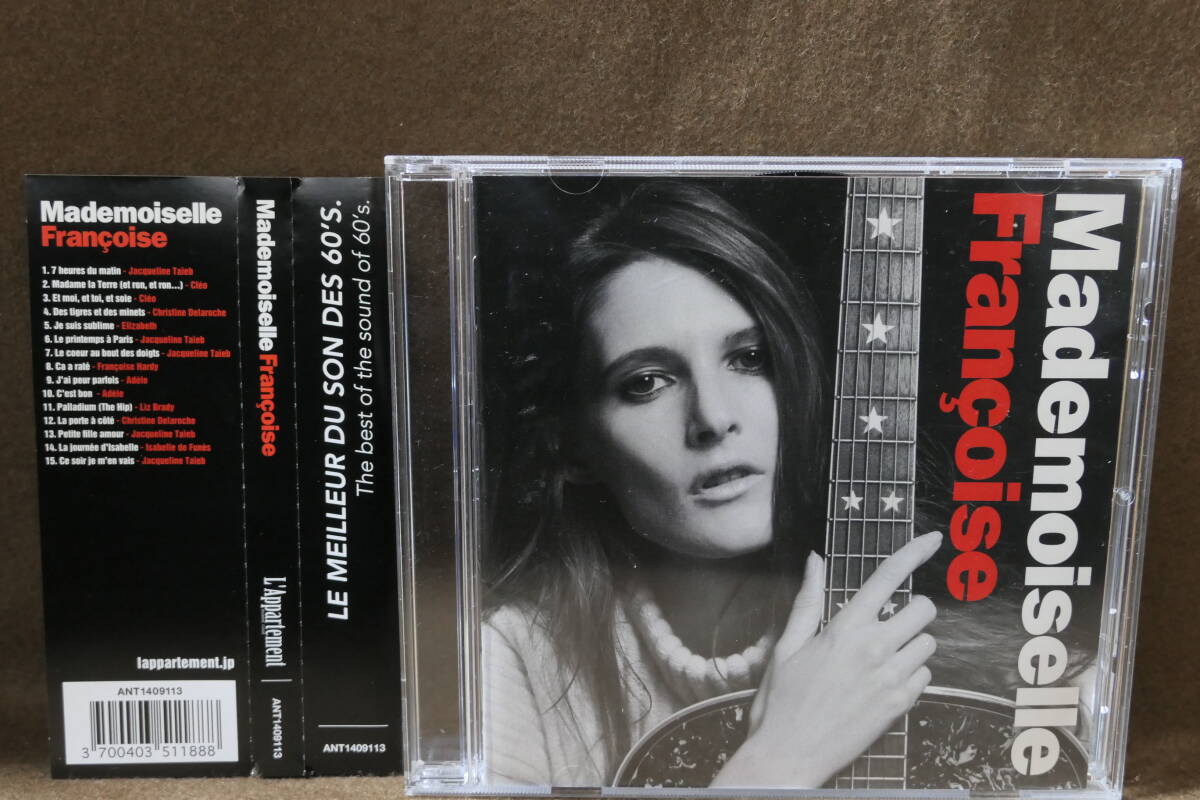 Mademoiselle
Françoise
1. 7 heures du matin - Jacqueline Taïeb
2. Madame la Terre (et ron, et ron....) - Cléo
3. Et moi, et toi, et soie - Cléo
4. Des tigres et des minets - Christine Delaroche
5. Je suis sublime - Elizabeth
6. Le printemps à Paris - Jacqueline Taïeb
7. Le coeur au bout des doigts - Jacqueline Taïeb
8. Ca a raté - Françoise Hardy
9. J'ai peur parfois - Adèle
10. C'est bon - Adèle
11. Palladium (The Hip) - Liz Brady
12. La porte à côté - Christine Delaroche
13. Petite fille amour - Jacqueline Taïeb
14. La journée d'Isabelle - Isabelle de Funès
15. Ce soir je m'en vais - Jacqueline Taïeb
lappartement.jp
ANT1409113
3 700403 511888
Mademoiselle Françoise
L'Appartement
ANT1409113
LE MEILLEUR DU SON DES 60'S.
The best of the sound of 60's.
ANT1409113
Mademoiselle
Françoise